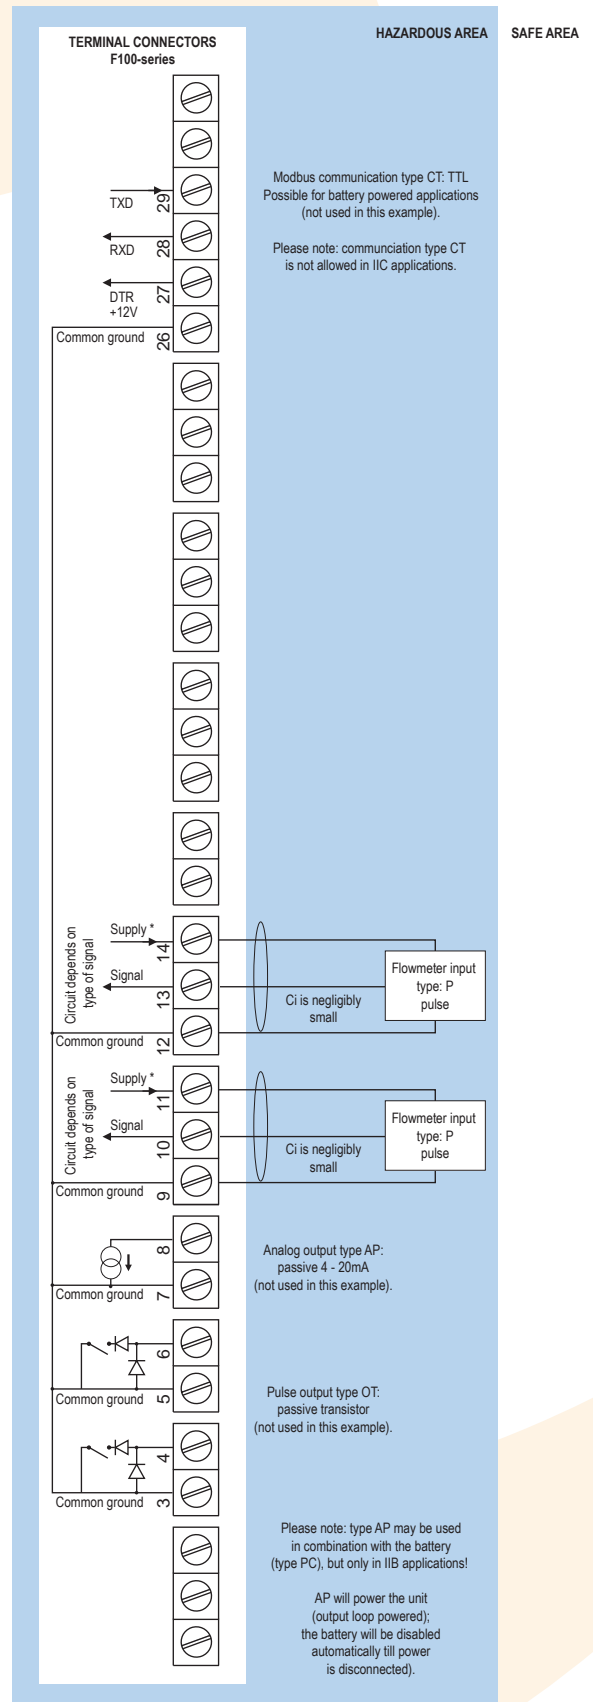 HAZARDOUS AREA
SAFE AREA
TERMINAL CONNECTORS
F100-series
Modbus communication type CT: TTL
Possible for battery powered applications
(not used in this example).
Please note: communciation type CT
is not allowed in IIC applications.
TXD
29
RXD
28
DTR
+12V
27
Common ground
26
Circuit depends on
type of signal
Supply *
14
Signal
13
Common ground
12
Ci is negligibly
small
Flowmeter input
type: P
pulse
Circuit depends on
type of signal
Supply *
11
Signal
10
Common ground
9
Ci is negligibly
small
Flowmeter input
type: P
pulse
8
Common ground
7
Analog output type AP:
passive 4 - 20mA
(not used in this example).
6
Common ground
5
Pulse output type OT:
passive transistor
(not used in this example).
4
Common ground
3
Please note: type AP may be used
in combination with the battery
(type PC), but only in IIB applications!
AP will power the unit
(output loop powered);
the battery will be disabled
automatically till power
is disconnected).